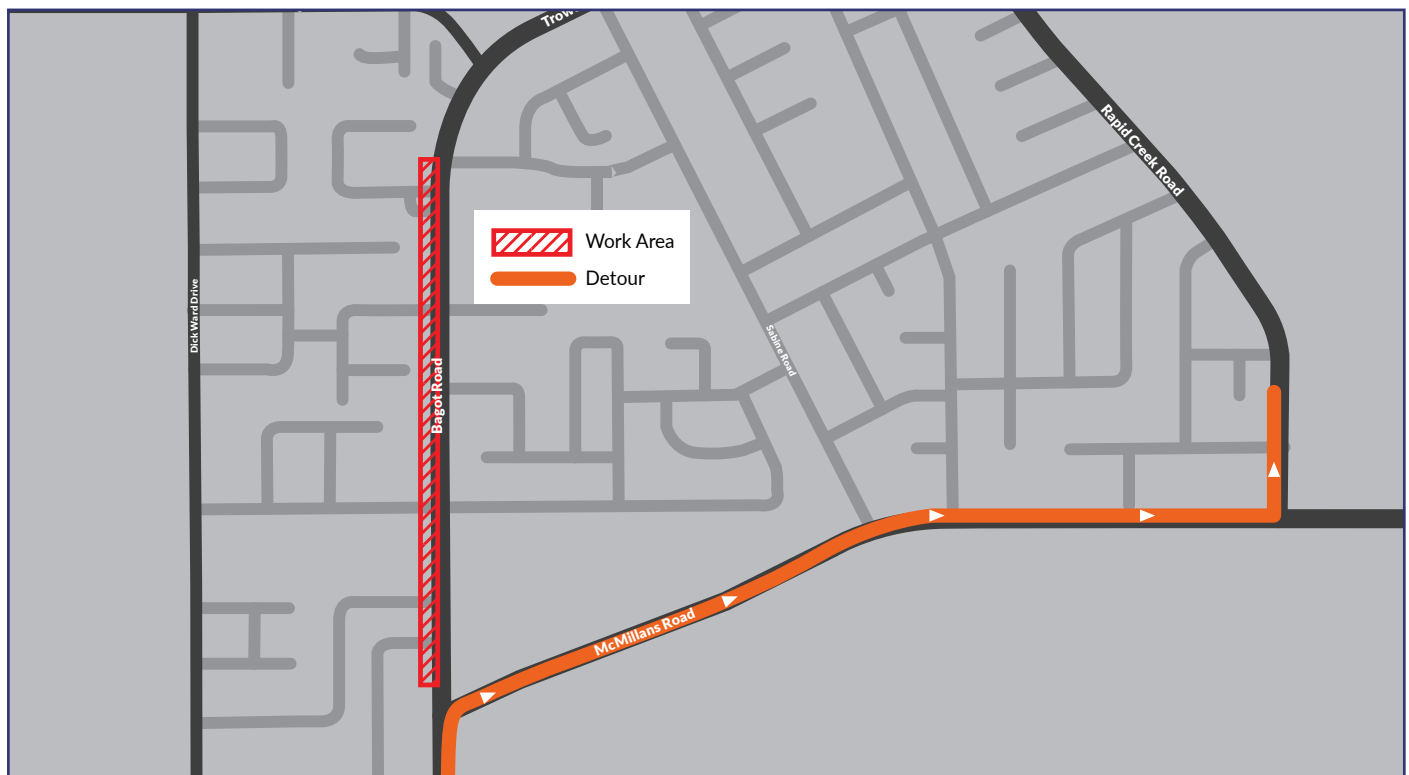 Rapid Creek Road
Work Area
Detour
Dick Ward Drive
Sabine Road
Bagot Road
McMillans Road